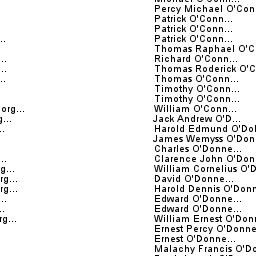 Percy Michael O'Con
Patrick O'Conn...
Patrick O'Conn...
... Patrick O'Conn...
Thomas Raphael O'C
.. Richard O'Conn...
.. Thomas Roderick O'C
.. Thomas O'Conn...
Timothy O'Conn...
Timothy O'Conn...
org... William O'Conn...
g... Jack Andrew O'D...
.. Harold Edmund O'Dol
James Wemyss O'Don
Charles O'Donne...
.. Clarence John O'Don
g... William Cornelius O'D
rg... David O'Donne...
rg... Harold Dennis O'Donn
.. Edward O'Donne...
.. Edward O'Donne...
rg... William Ernest O'Donn
Ernest Percy O'Donne
Ernest O'Donne...
Malachy Francis O'Do